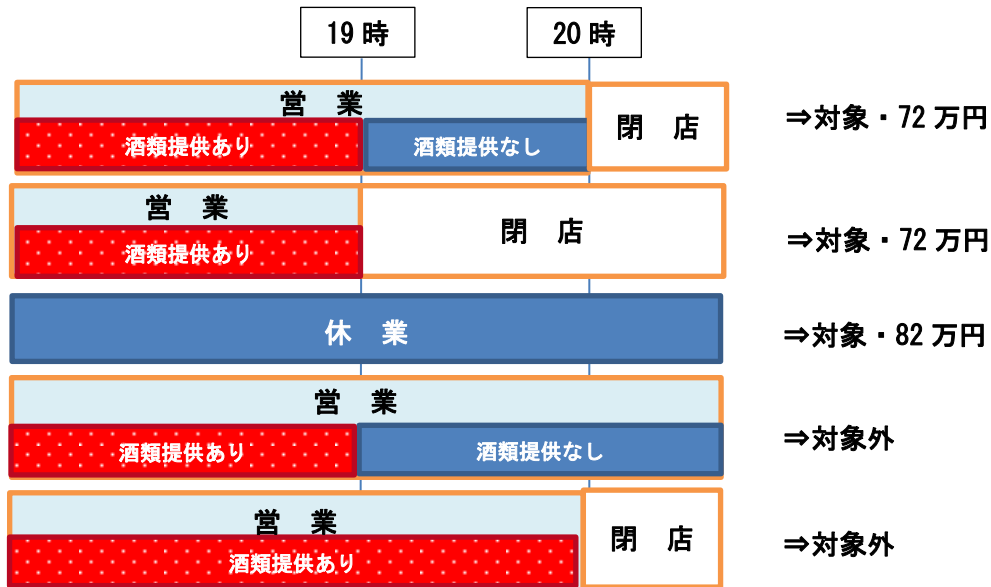 19時 20時
営 業
酒類提供あり 酒類提供なし 閉 店 ⇒対象・72万円
営 業
酒類提供あり 閉 店 ⇒対象・72万円
休 業 ⇒対象・82万円
営 業
酒類提供あり 酒類提供なし ⇒対象外
営 業
酒類提供あり 閉 店 ⇒対象外